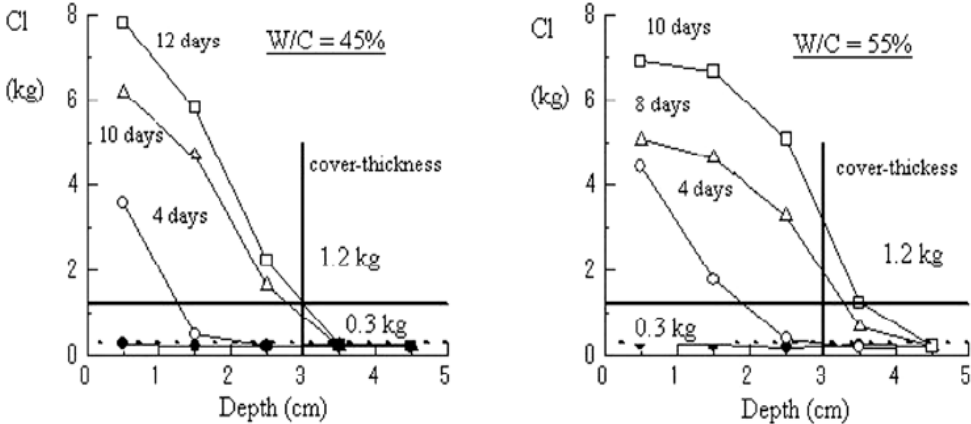 Cl
(kg)
8
6
4
2
0
12 days
W/C = 45%
10 days
4 days
cover-thickness
1.2 kg
0.3 kg
0 1 2 3 4 5
Depth (cm)
Cl
(kg)
8
6
4
2
0
10 days
W/C = 55%
8 days
4 days
cover-thickess
1.2 kg
0.3 kg
0 1 2 3 4 5
Depth (cm)